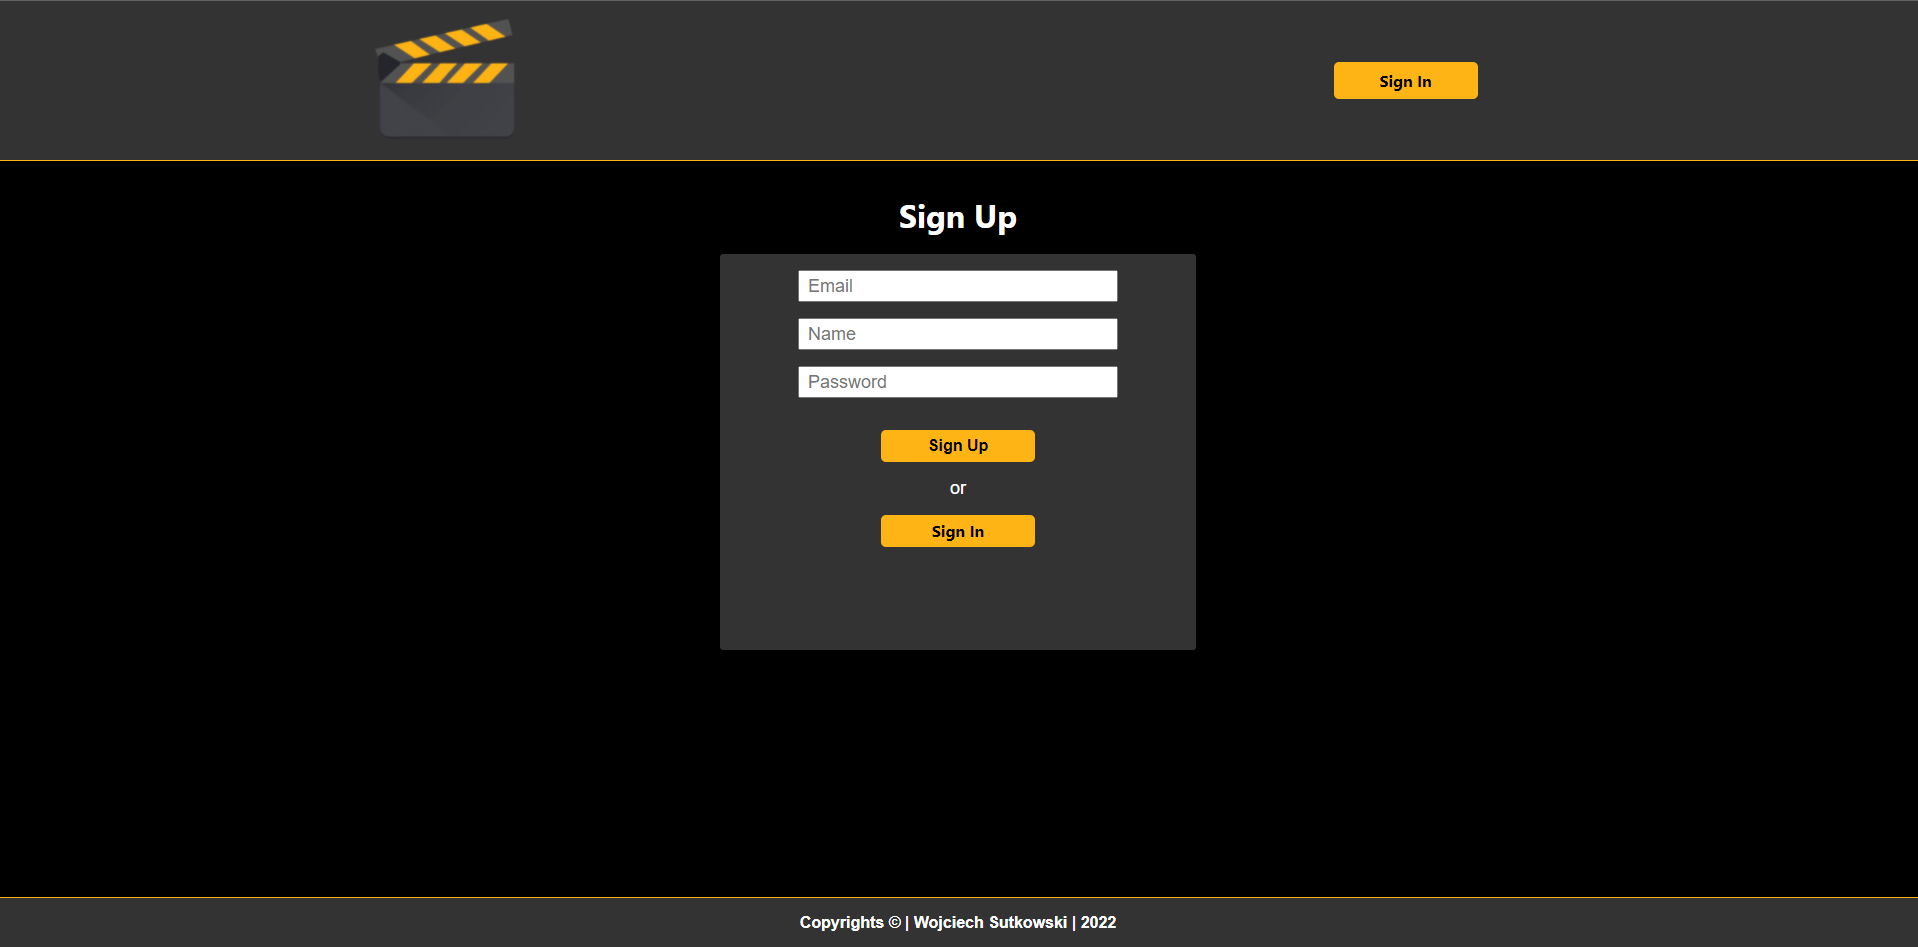 Sign In
Sign Up
Email
Name
Password
Sign Up
or
Sign In
Copyrights © | Wojciech Sutkowski | 2022